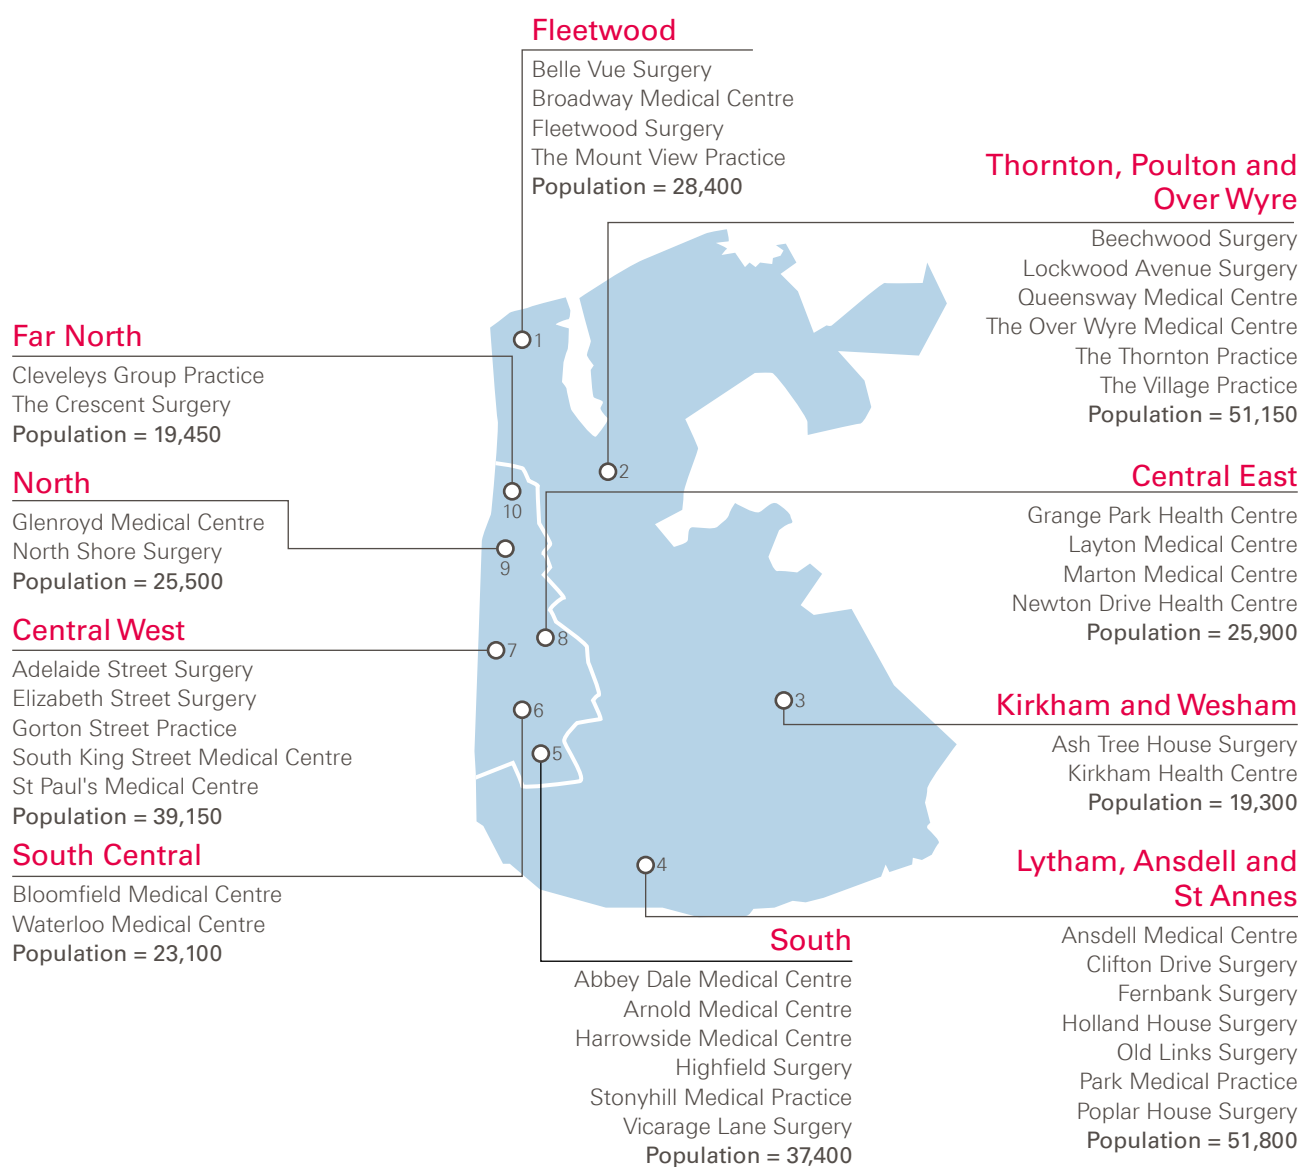 Fleetwood
Belle Vue Surgery
Broadway Medical Centre
Fleetwood Surgery
The Mount View Practice
Population = 28,400
Thornton, Poulton and
Over Wyre
Beechwood Surgery
Lockwood Avenue Surgery
Queensway Medical Centre
The Over Wyre Medical Centre
The Thornton Practice
The Village Practice
Population = 51,150
Far North
Cleveleys Group Practice
The Crescent Surgery
Population = 19,450
North
Glenroyd Medical Centre
North Shore Surgery
Population = 25,500
Central West
Adelaide Street Surgery
Elizabeth Street Surgery
Gorton Street Practice
South King Street Medical Centre
St Paul's Medical Centre
Population = 39,150
South Central
Bloomfield Medical Centre
Waterloo Medical Centre
Population = 23,100
1
2
10
9
8
7
6
5
3
4
Central East
Grange Park Health Centre
Layton Medical Centre
Marton Medical Centre
Newton Drive Health Centre
Population = 25,900
Kirkham and Wesham
Ash Tree House Surgery
Kirkham Health Centre
Population = 19,300
Lytham, Ansdell and
St Annes
Ansdell Medical Centre
Clifton Drive Surgery
Fernbank Surgery
Holland House Surgery
Old Links Surgery
Park Medical Practice
Poplar House Surgery
Population = 51,800
South
Abbey Dale Medical Centre
Arnold Medical Centre
Harrowside Medical Centre
Highfield Surgery
Stonyhill Medical Practice
Vicarage Lane Surgery
Population = 37,400